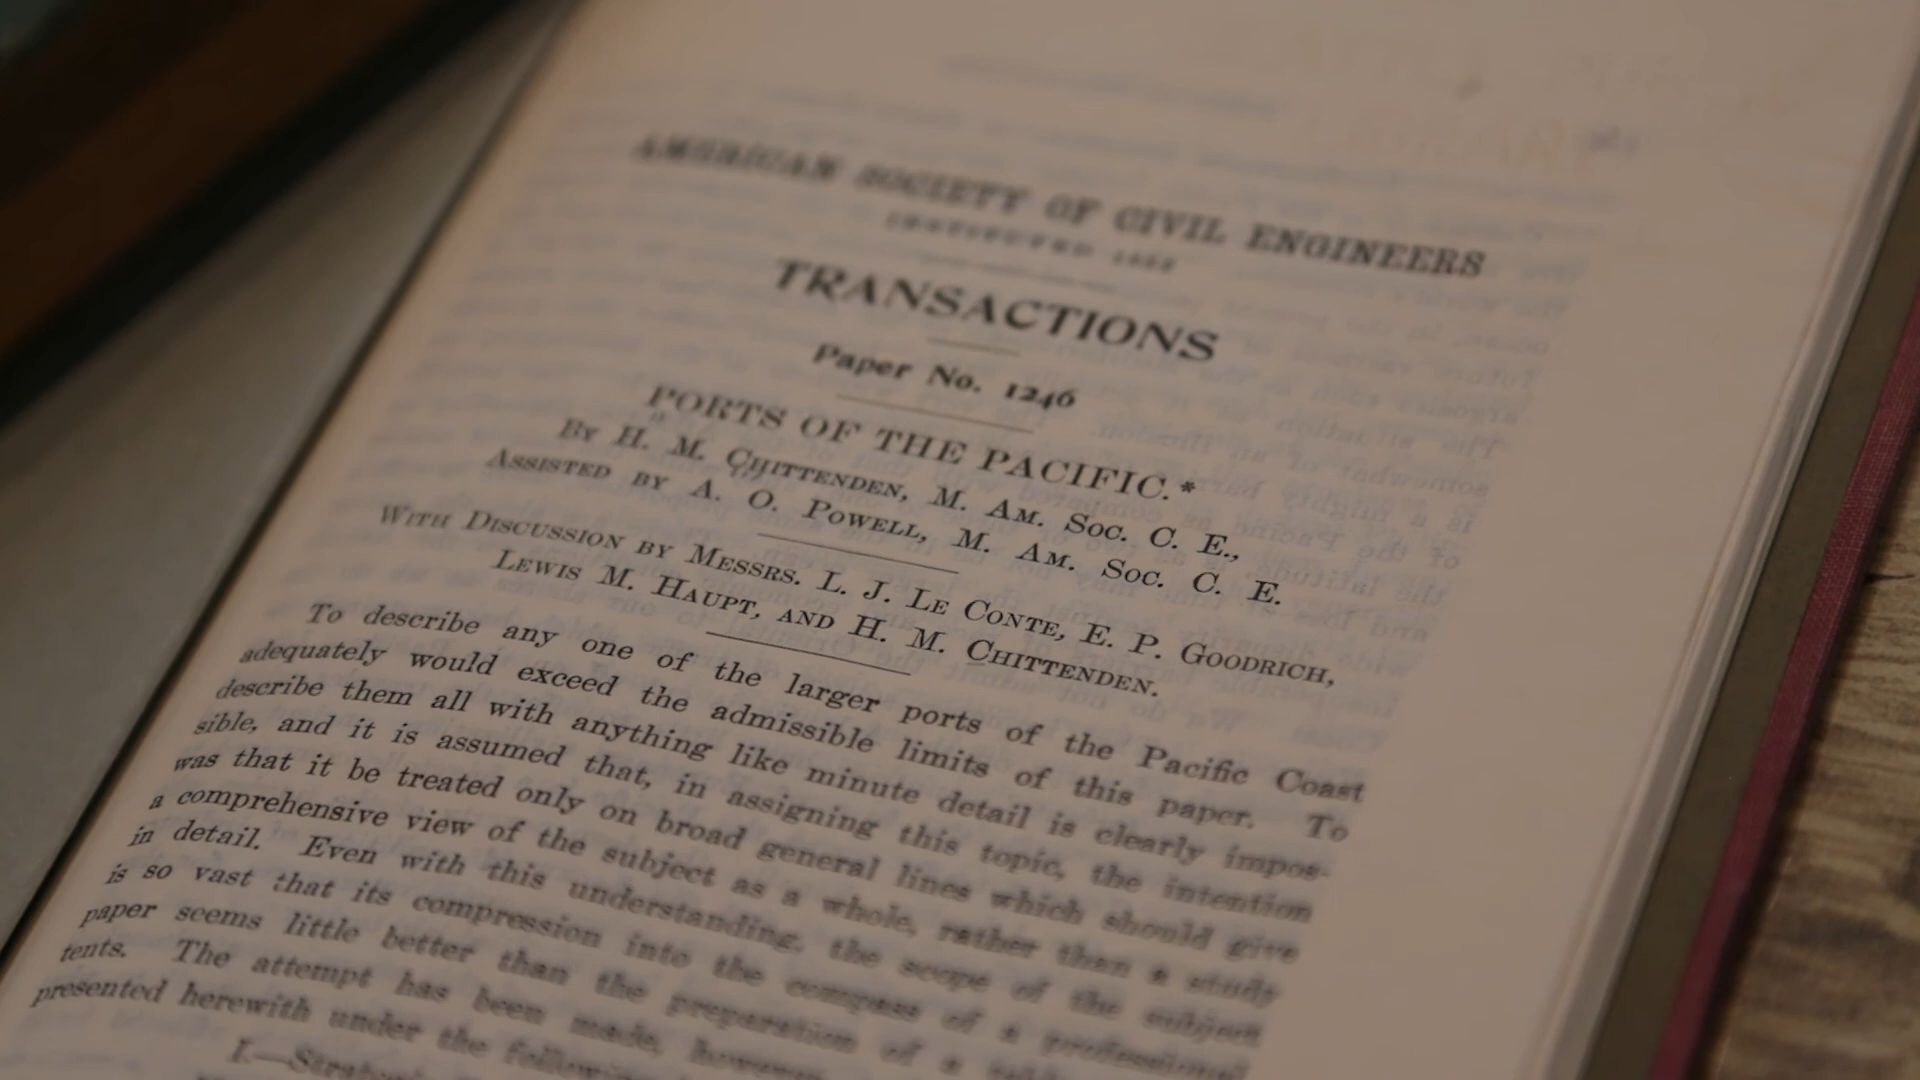 AMERICAN SOCIETY OF CIVIL ENGINEERS
INSTITUTED 1852
TRANSACTIONS
Paper No. 1246
PORTS OF THE PACIFIC.*
By H. M. Chittenden, M. Am. Soc. C. E.,
Assisted by A. O. Powell, M. Am. Soc. C. E.
With Discussion by Messrs. L. J. Le Conte, E. P. Goodrich,
Lewis M. Haupt, and H. M. Chittenden.
To describe any one of the larger ports of the Pacific Coast
adequately would exceed the admissible limits of this paper. To
describe them all with anything like minute detail is clearly impos-
sible, and it is assumed that, in assigning this topic, the intention
was that it be treated only on broad general lines which should give
a comprehensive view of the subject as a whole, rather than a study
in detail. Even with this understanding, the scope of the subject
is so vast that its compression into the compass of a professional
paper seems little better than the preparation of a
tents. The attempt has been made, however,
presented herewith under the following
I.—Strategic